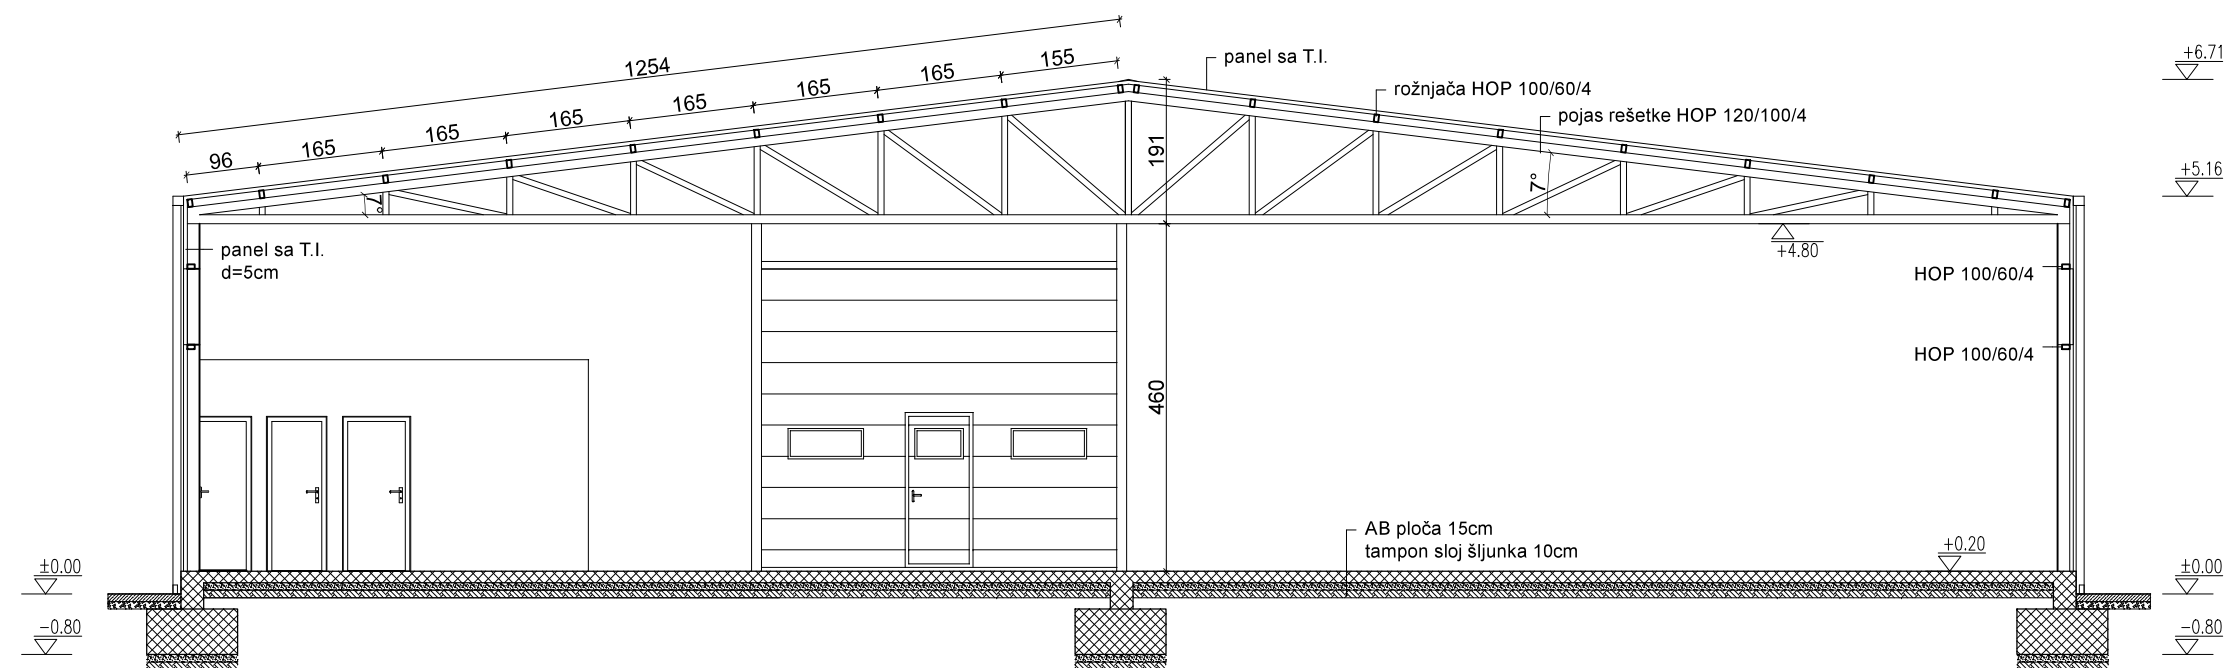 +6.71
1254
155
panel sa T.I.
165
165
rožnjača HOP 100/60/4
165
pojas rešetke HOP 120/100/4
165
165
191
165
96
+5.16
7°
7°
panel sa T.I.
d=5cm
+4.80
HOP 100/60/4
HOP 100/60/4
460
AB ploča 15cm
tampon sloj šljunka 10cm
+0.20
±0.00
±0.00
−0.80
−0.80